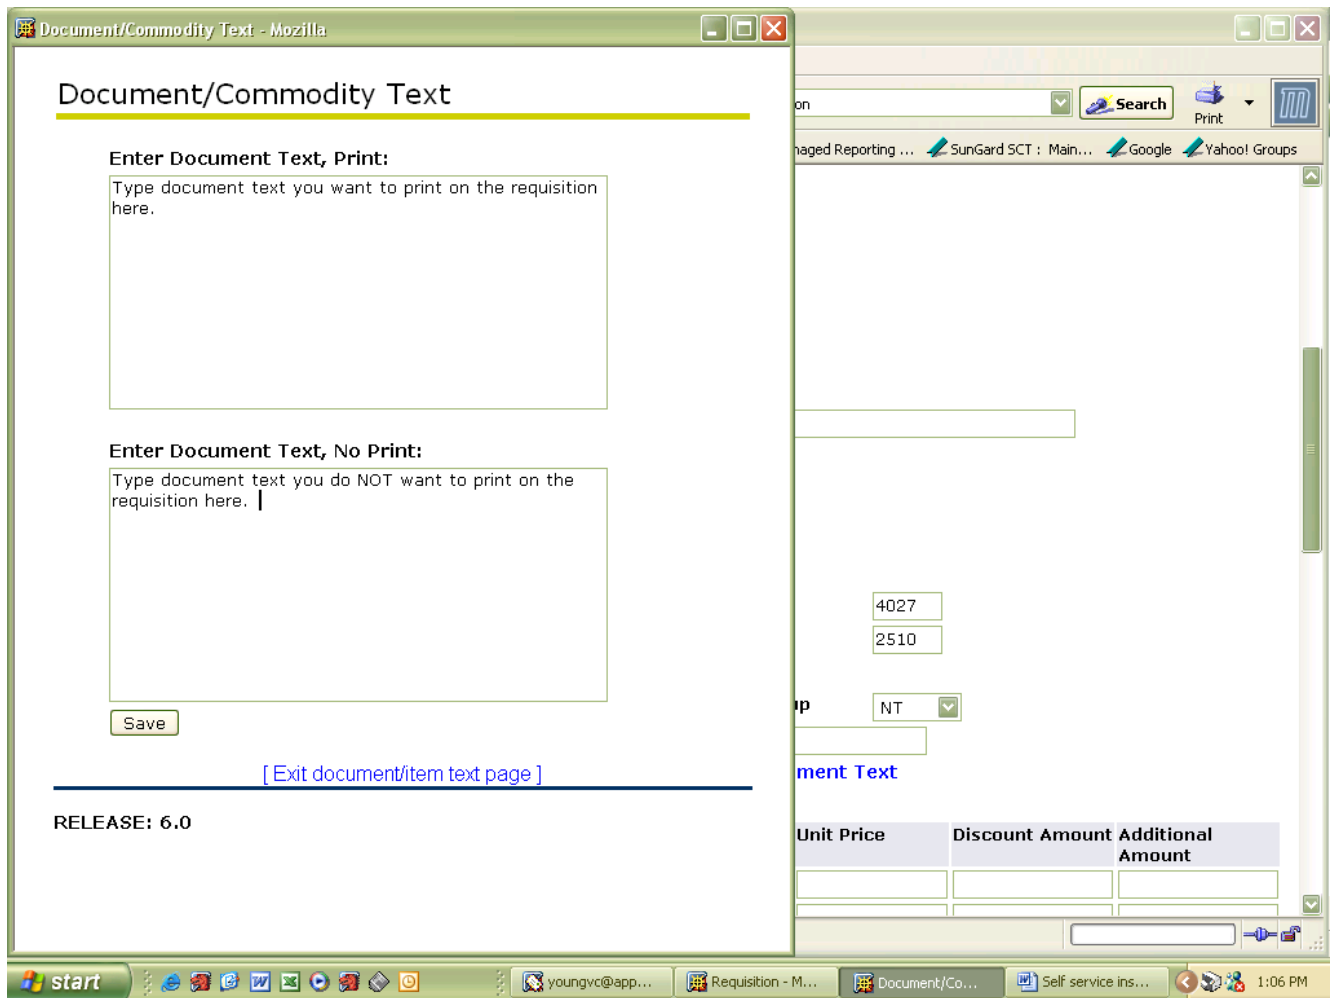 Document/Commodity Text - Mozilla
Document/Commodity Text
Enter Document Text, Print:
Type document text you want to print on the requisition
here.
Enter Document Text, No Print:
Type document text you do NOT want to print on the
requisition here.
Save
[ Exit document/item text page ]
RELEASE: 6.0
on
Search
Print
naged Reporting ... SunGard SCT : Main... Google Yahoo! Groups
4027
2510
up NT
ment Text
Unit Price Discount Amount Additional
Amount
start youngvc@app... Requisition - M... Document/Co... Self service ins... 1:06 PM